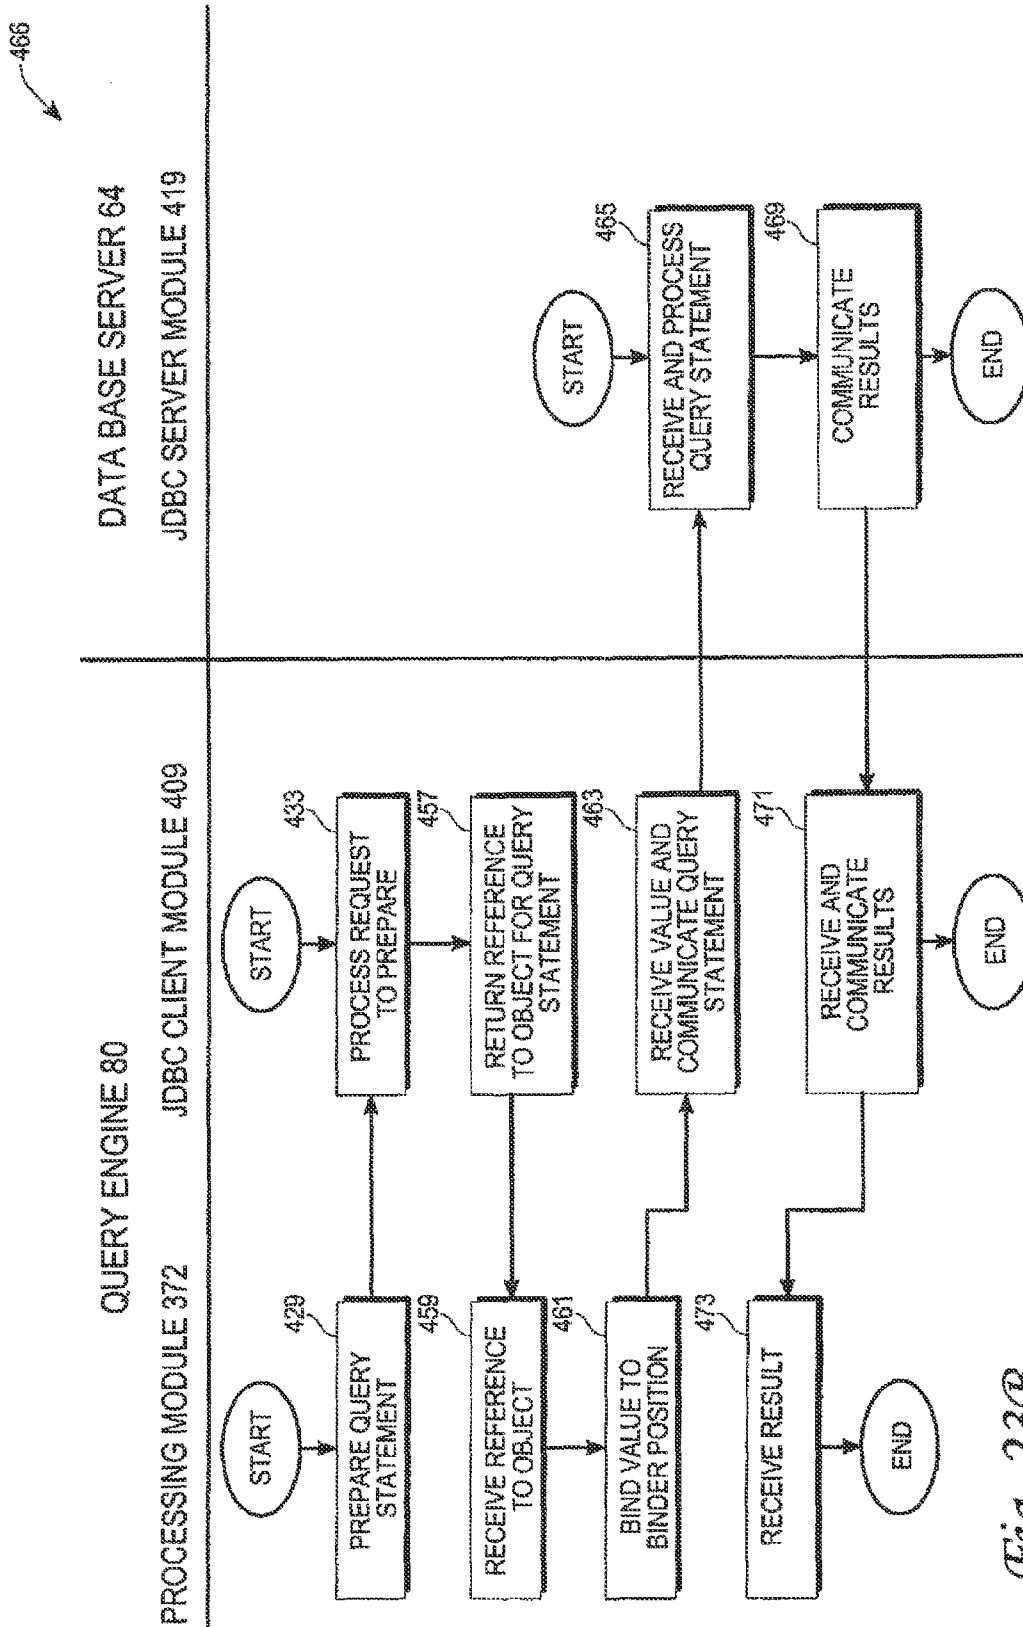 466
QUERY ENGINE 80
DATA BASE SERVER 64
PROCESSING MODULE 372
JDBC CLIENT MODULE 409
JDBC SERVER MODULE 419
START
429
PREPARE QUERY
STATEMENT
459
RECEIVE REFERENCE
TO OBJECT
461
BIND VALUE TO
BINDER POSITION
473
RECEIVE RESULT
END
START
433
PROCESS REQUEST
TO PREPARE
457
RETURN REFERENCE
TO OBJECT FOR QUERY
STATEMENT
463
RECEIVE VALUE AND
COMMUNICATE QUERY
STATEMENT
471
RECEIVE AND
COMMUNICATE
RESULTS
END
START
465
RECEIVE AND PROCESS
QUERY STATEMENT
469
COMMUNICATE
RESULTS
END
Fig.